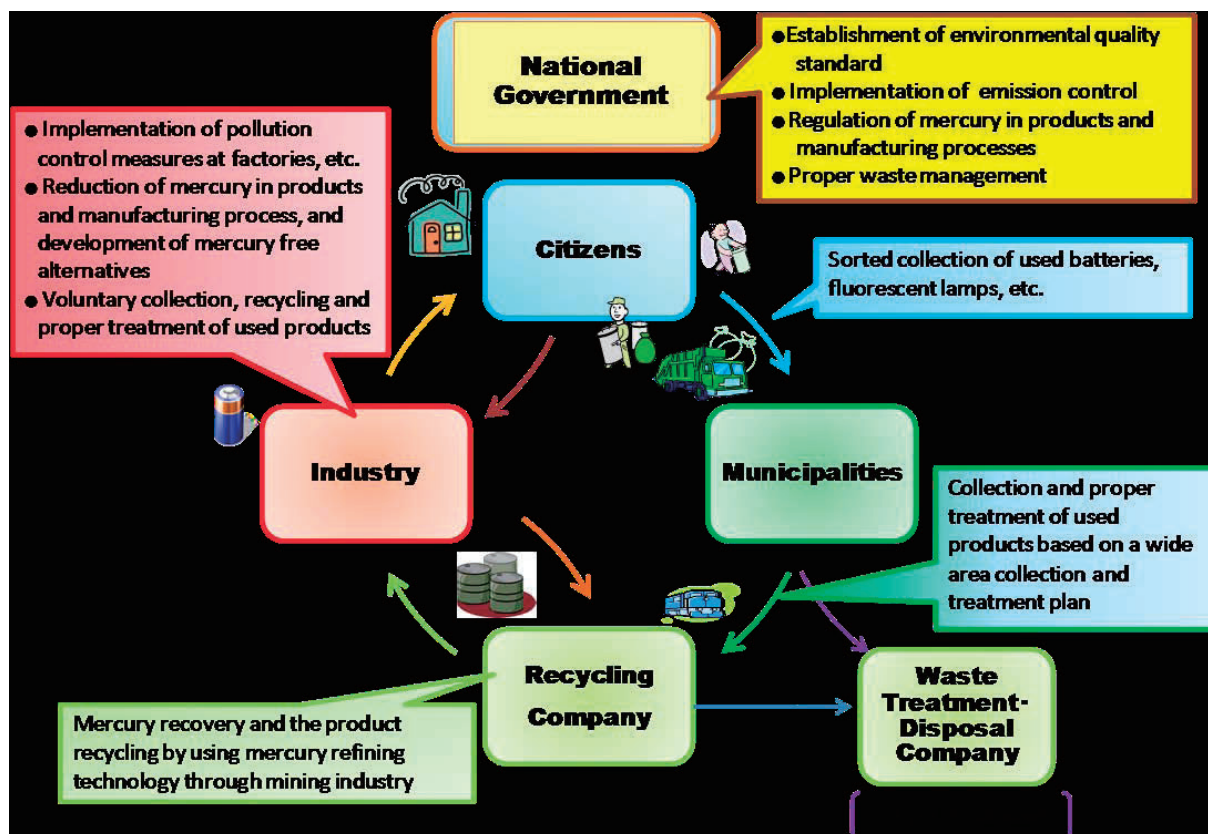 National
Government
●Establishment of environmental quality
standard
●Implementation of emission control
●Regulation of mercury in products and
manufacturing processes
●Proper waste management
●Implementation of pollution
control measures at factories, etc.
●Reduction of mercury in products
and manufacturing process, and
development of mercury free
alternatives
●Voluntary collection, recycling and
proper treatment of used products
Citizens
Sorted collection of used batteries,
fluorescent lamps, etc.
Industry
Municipalities
Collection and proper
treatment of used
products based on a wide
area collection and
treatment plan
Recycling
Company
Waste
Treatment-
Disposal
Company
Mercury recovery and the product
recycling by using mercury refining
technology through mining industry